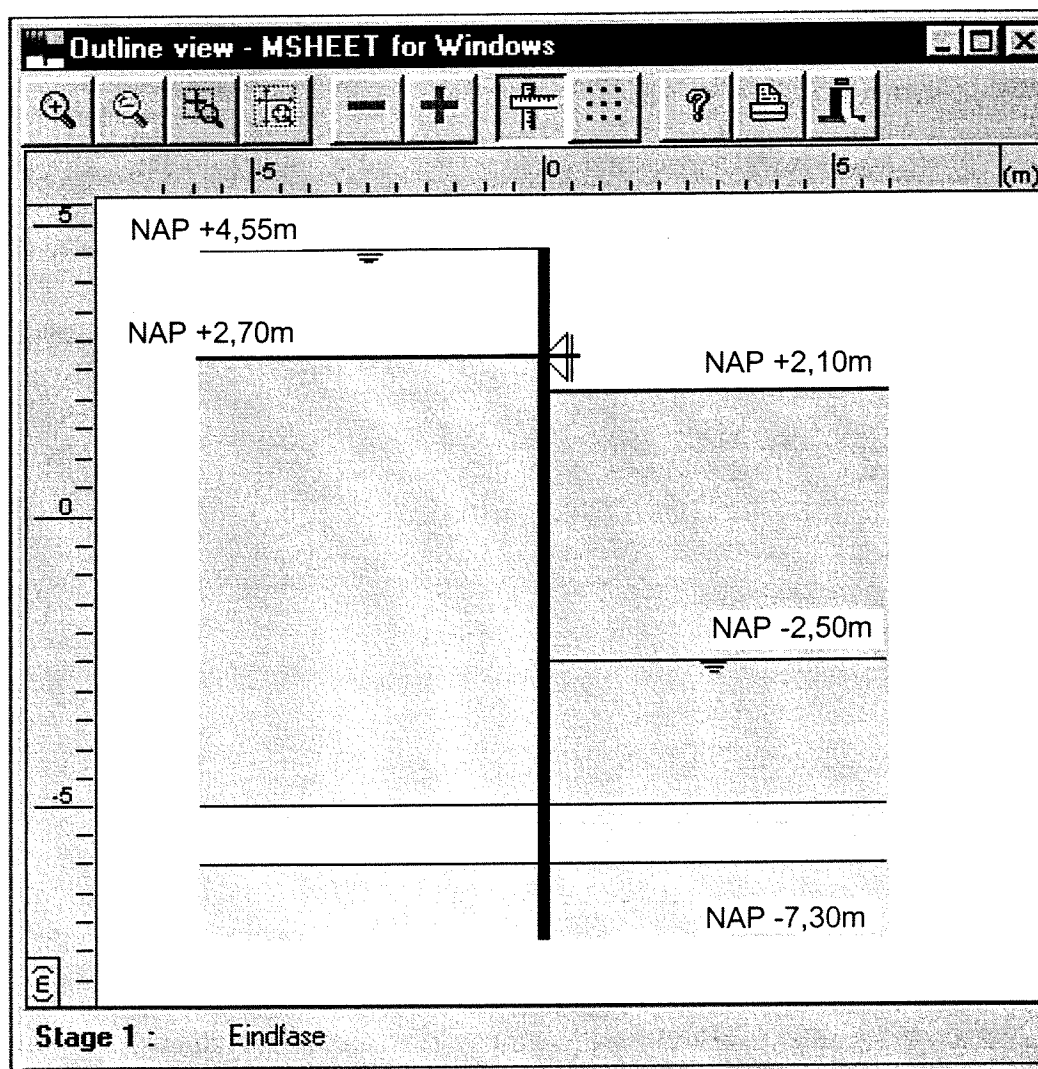 Outline view - MSHEET for Windows
-5 0 5 (m)
5
NAP +4,55m
NAP +2,70m
NAP +2,10m
0
NAP -2,50m
-5
NAP -7,30m
(m)
Stage 1 : Eindfase